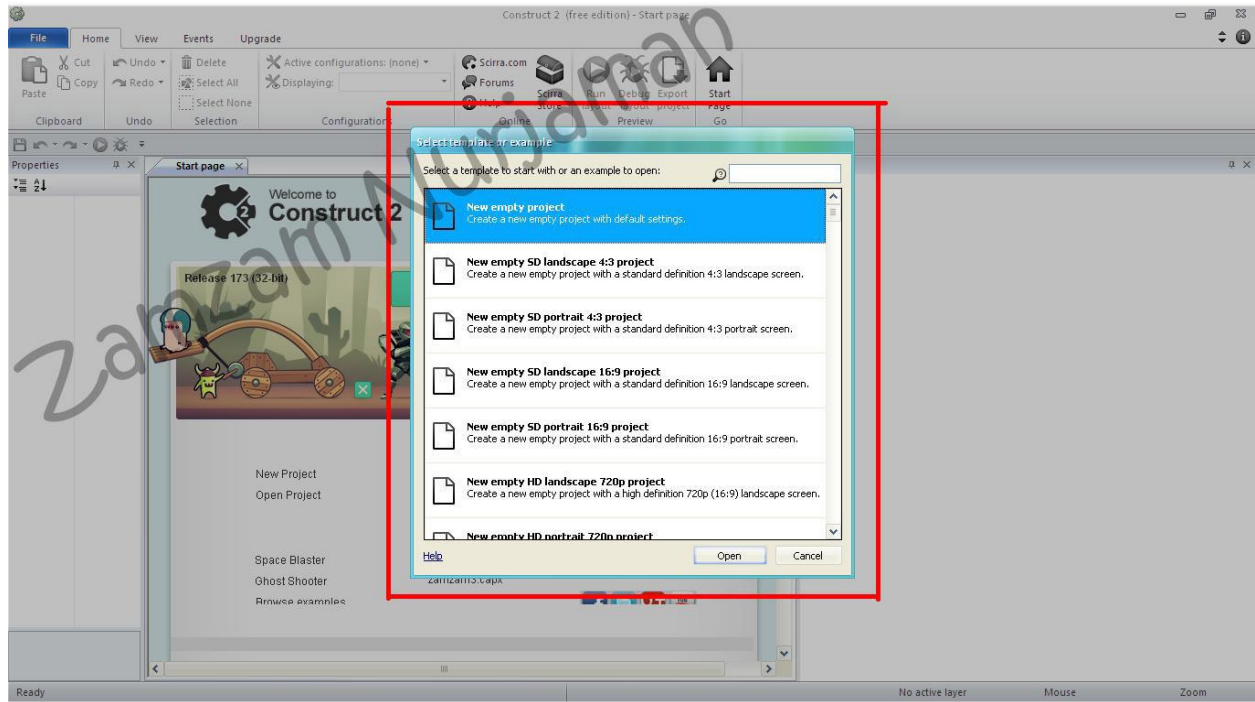 Construct 2 (free edition) - Start page
File Home View Events Upgrade
Paste
Cut
Copy
Clipboard
Undo
Redo
Undo
Delete
Select All
Select None
Selection
Active configurations: (none)
Displaying:
Configurations
Scirra.com
Forums
Help
Scirra
Store
Online
Run
layout
Debug
layout
Export
project
Preview
Start
Page
Go
Properties
Start page
Welcome to
Construct 2
Release 173 (32-bit)
New Project
Open Project
Space Blaster
Ghost Shooter
Browse examples
zamzam3.capx
Select template or example
Select a template to start with or an example to open:
New empty project
Create a new empty project with default settings.
New empty SD landscape 4:3 project
Create a new empty project with a standard definition 4:3 landscape screen.
New empty SD portrait 4:3 project
Create a new empty project with a standard definition 4:3 portrait screen.
New empty SD landscape 16:9 project
Create a new empty project with a standard definition 16:9 landscape screen.
New empty SD portrait 16:9 project
Create a new empty project with a standard definition 16:9 portrait screen.
New empty HD landscape 720p project
Create a new empty project with a high definition 720p (16:9) landscape screen.
New empty HD portrait 720p project
Help
Open
Cancel
Ready
No active layer
Mouse
Zoom
Zamzam Nurjaman